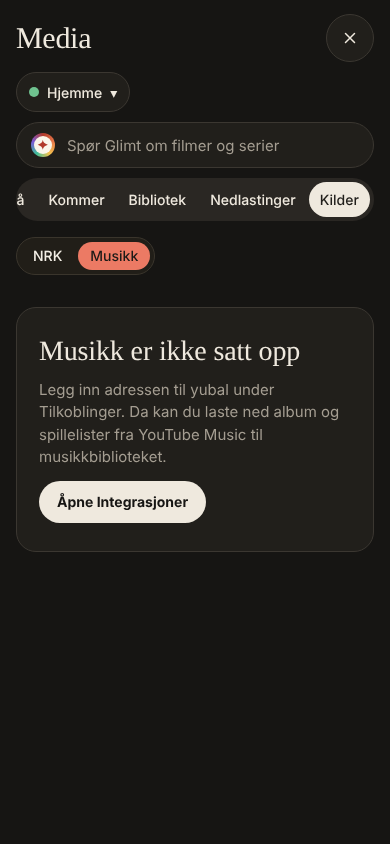 Media
Hjemme
Spør Glimt om filmer og serier
å Kommer Bibliotek Nedlastinger Kilder
NRK Musikk
Musikk er ikke satt opp
Legg inn adressen til yubal under
Tilkoblinger. Da kan du laste ned album og
spillelister fra YouTube Music til
musikkbiblioteket.
Åpne Integrasjoner